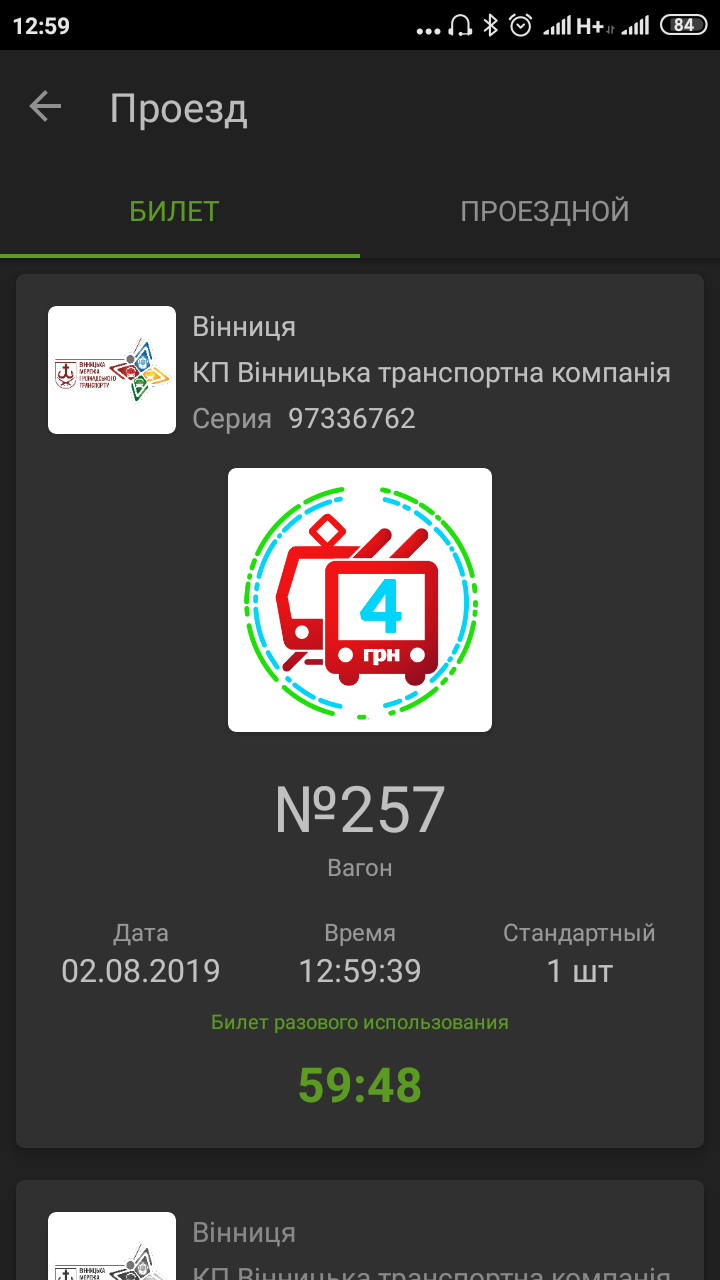 12:59
H+
84
Проезд
БИЛЕТ
ПРОЕЗДНОЙ
ВІННИЦЬКА
МЕРЕЖА
ГРОМАДСЬКОГО
ТРАНСПОРТУ
Вінниця
КП Вінницька транспортна компанія
Серия 97336762
4
грн
№257
Вагон
Дата Время Стандартный
02.08.2019 12:59:39 1 шт
Билет разового использования
59:48
ВІННИЦЬКА
МЕРЕЖА
Вінниця
КП Вінницька транспортна компанія